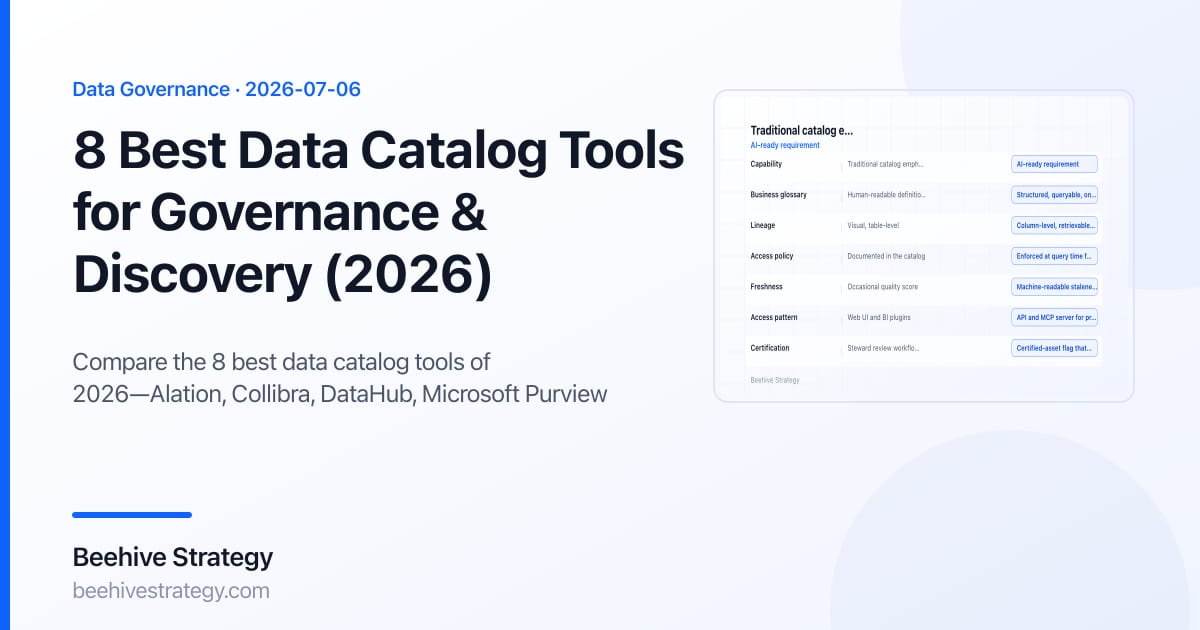 Data Governance · 2026-07-06
8 Best Data Catalog Tools
for Governance &
Discovery (2026)
Compare the 8 best data catalog tools of
2026—Alation, Collibra, DataHub, Microsoft Purview
Beehive Strategy
beehivestrategy.com
Traditional catalog e...
AI-ready requirement
Capability Traditional catalog emph... AI-ready requirement
Business glossary Human-readable definitio... Structured, queryable, on...
Lineage Visual, table-level Column-level, retrievable...
Access policy Documented in the catalog Enforced at query time f...
Freshness Occasional quality score Machine-readable stalene...
Access pattern Web UI and BI plugins API and MCP server for pr...
Certification Steward review workflo... Certified-asset flag that...
Beehive Strategy